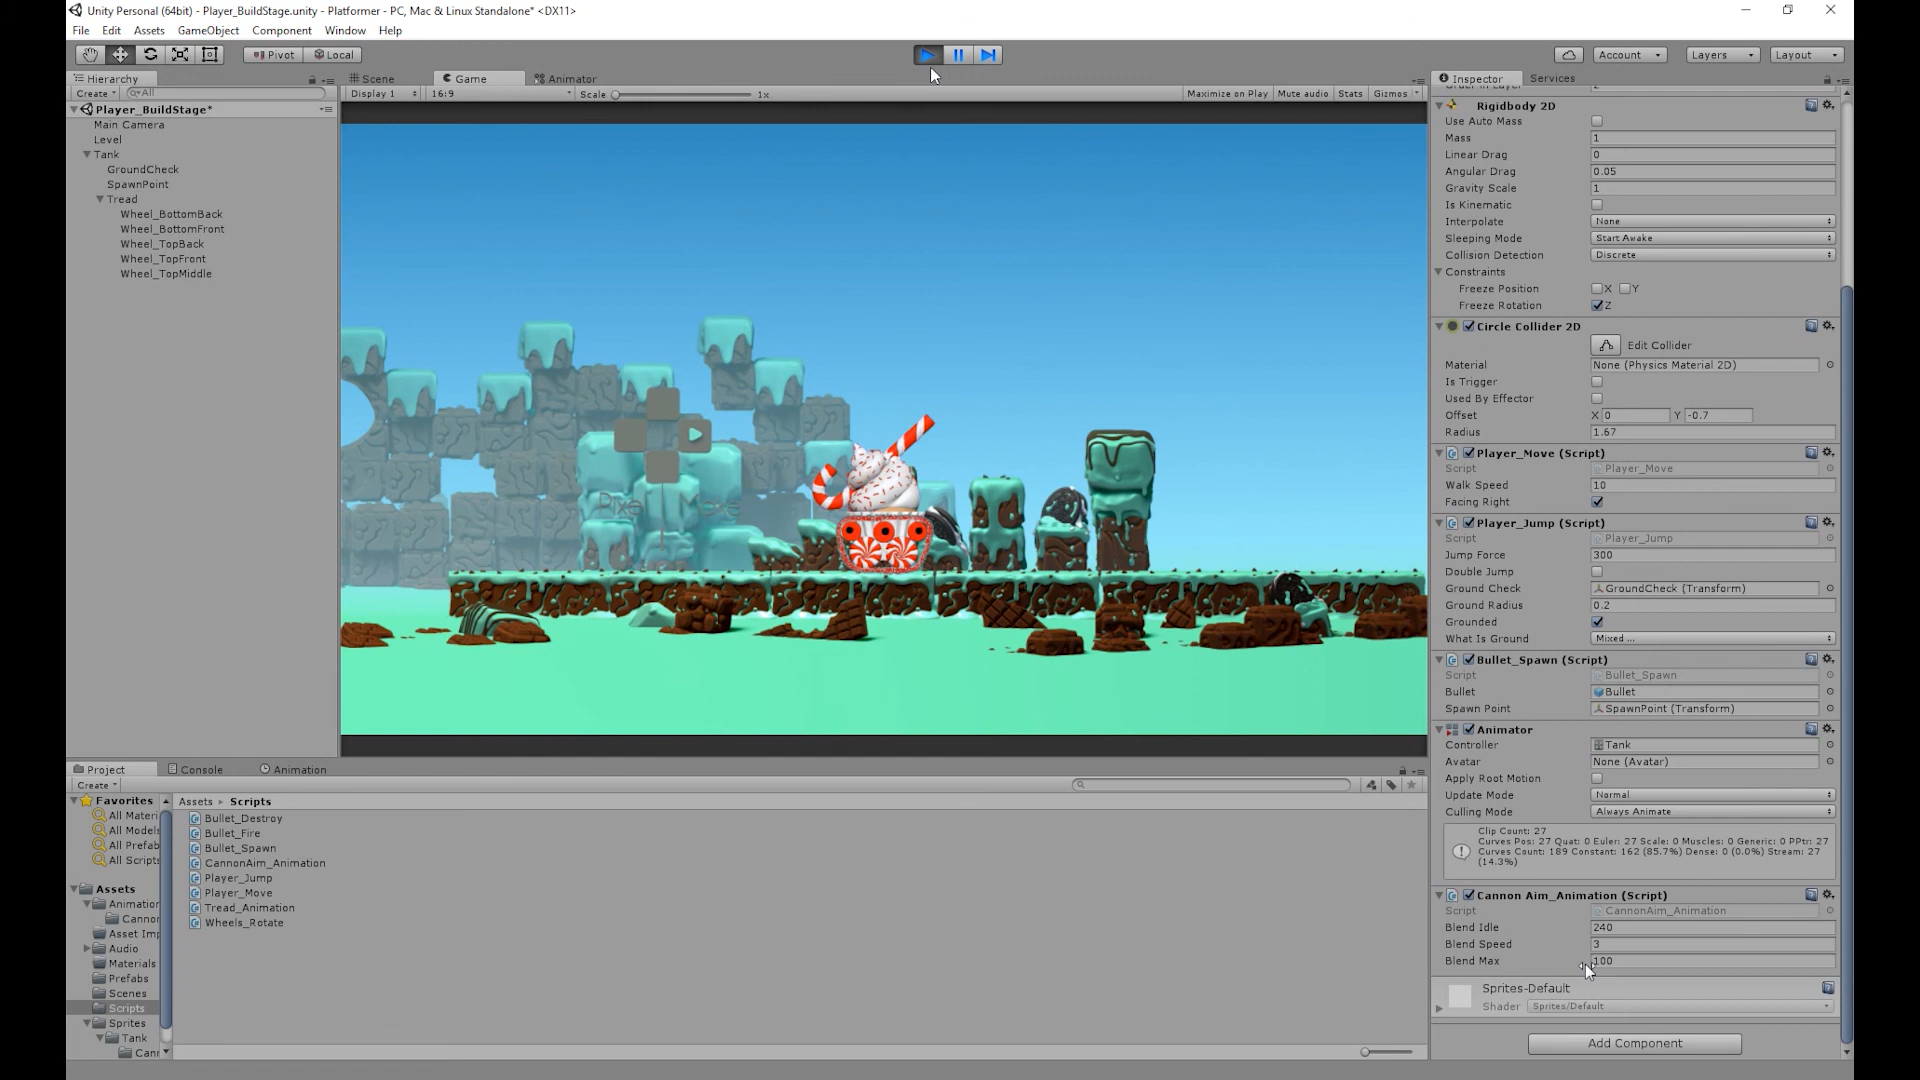 Unity Personal (64bit) - Player_BuildStage.unity - Platformer - PC, Mac & Linux Standalone* <DX11>
File Edit Assets GameObject Component Window Help
Pivot Local Account Layers Layout
Hierarchy
Create All
Player_BuildStage*
Main Camera
Level
Tank
GroundCheck
SpawnPoint
Tread
Wheel_BottomBack
Wheel_BottomFront
Wheel_TopBack
Wheel_TopFront
Wheel_TopMiddle
Scene Game Animator
Display 1 16:9 Scale 1x Maximize on Play Mute audio Stats Gizmos
Inspector Services
Order in Layer
Rigidbody 2D
Use Auto Mass
Mass 1
Linear Drag 0
Angular Drag 0.05
Gravity Scale 1
Is Kinematic
Interpolate None
Sleeping Mode Start Awake
Collision Detection Discrete
Constraints
Freeze Position X Y
Freeze Rotation Z
Circle Collider 2D
Edit Collider
Material None (Physics Material 2D)
Is Trigger
Used By Effector
Offset X 0 Y -0.7
Radius 1.67
Player_Move (Script)
Script Player_Move
Walk Speed 10
Facing Right
Player_Jump (Script)
Script Player_Jump
Jump Force 300
Double Jump
Ground Check GroundCheck (Transform)
Ground Radius 0.2
Grounded
What Is Ground Mixed ...
Bullet_Spawn (Script)
Script Bullet_Spawn
Bullet Bullet
Spawn Point SpawnPoint (Transform)
Animator
Controller Tank
Avatar None (Avatar)
Apply Root Motion
Update Mode Normal
Culling Mode Always Animate
Clip Count: 27
Curves Pos: 27 Quat: 0 Euler: 27 Scale: 0 Muscles: 0 Generic: 0 PPtr: 27
Curves Count: 189 Constant: 162 (85.7%) Dense: 0 (0.0%) Stream: 27
(14.3%)
Cannon Aim_Animation (Script)
Script CannonAim_Animation
Blend Idle 240
Blend Speed 3
Blend Max 100
Sprites-Default
Shader Sprites/Default
Add Component
Project Console Animation
Create
Favorites
All Materi
All Models
All Prefab
All Scripts
Assets
Animation
Cannon
Asset Imp
Audio
Materials
Prefabs
Scenes
Scripts
Sprites
Tank
Can
Assets Scripts
Bullet_Destroy
Bullet_Fire
Bullet_Spawn
CannonAim_Animation
Player_Jump
Player_Move
Tread_Animation
Wheels_Rotate